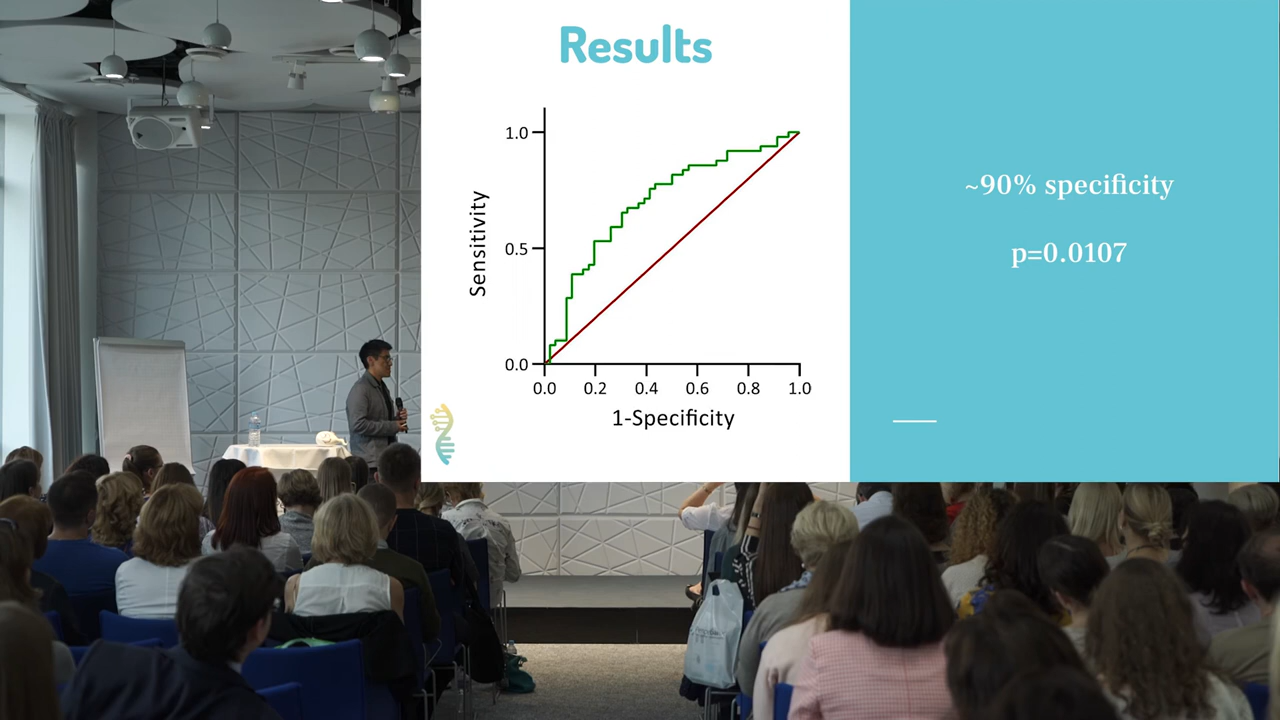 Results
1.0
0.5
0.0
Sensitivity
0.0 0.2 0.4 0.6 0.8 1.0
1-Specificity
~90% specificity
p=0.0107